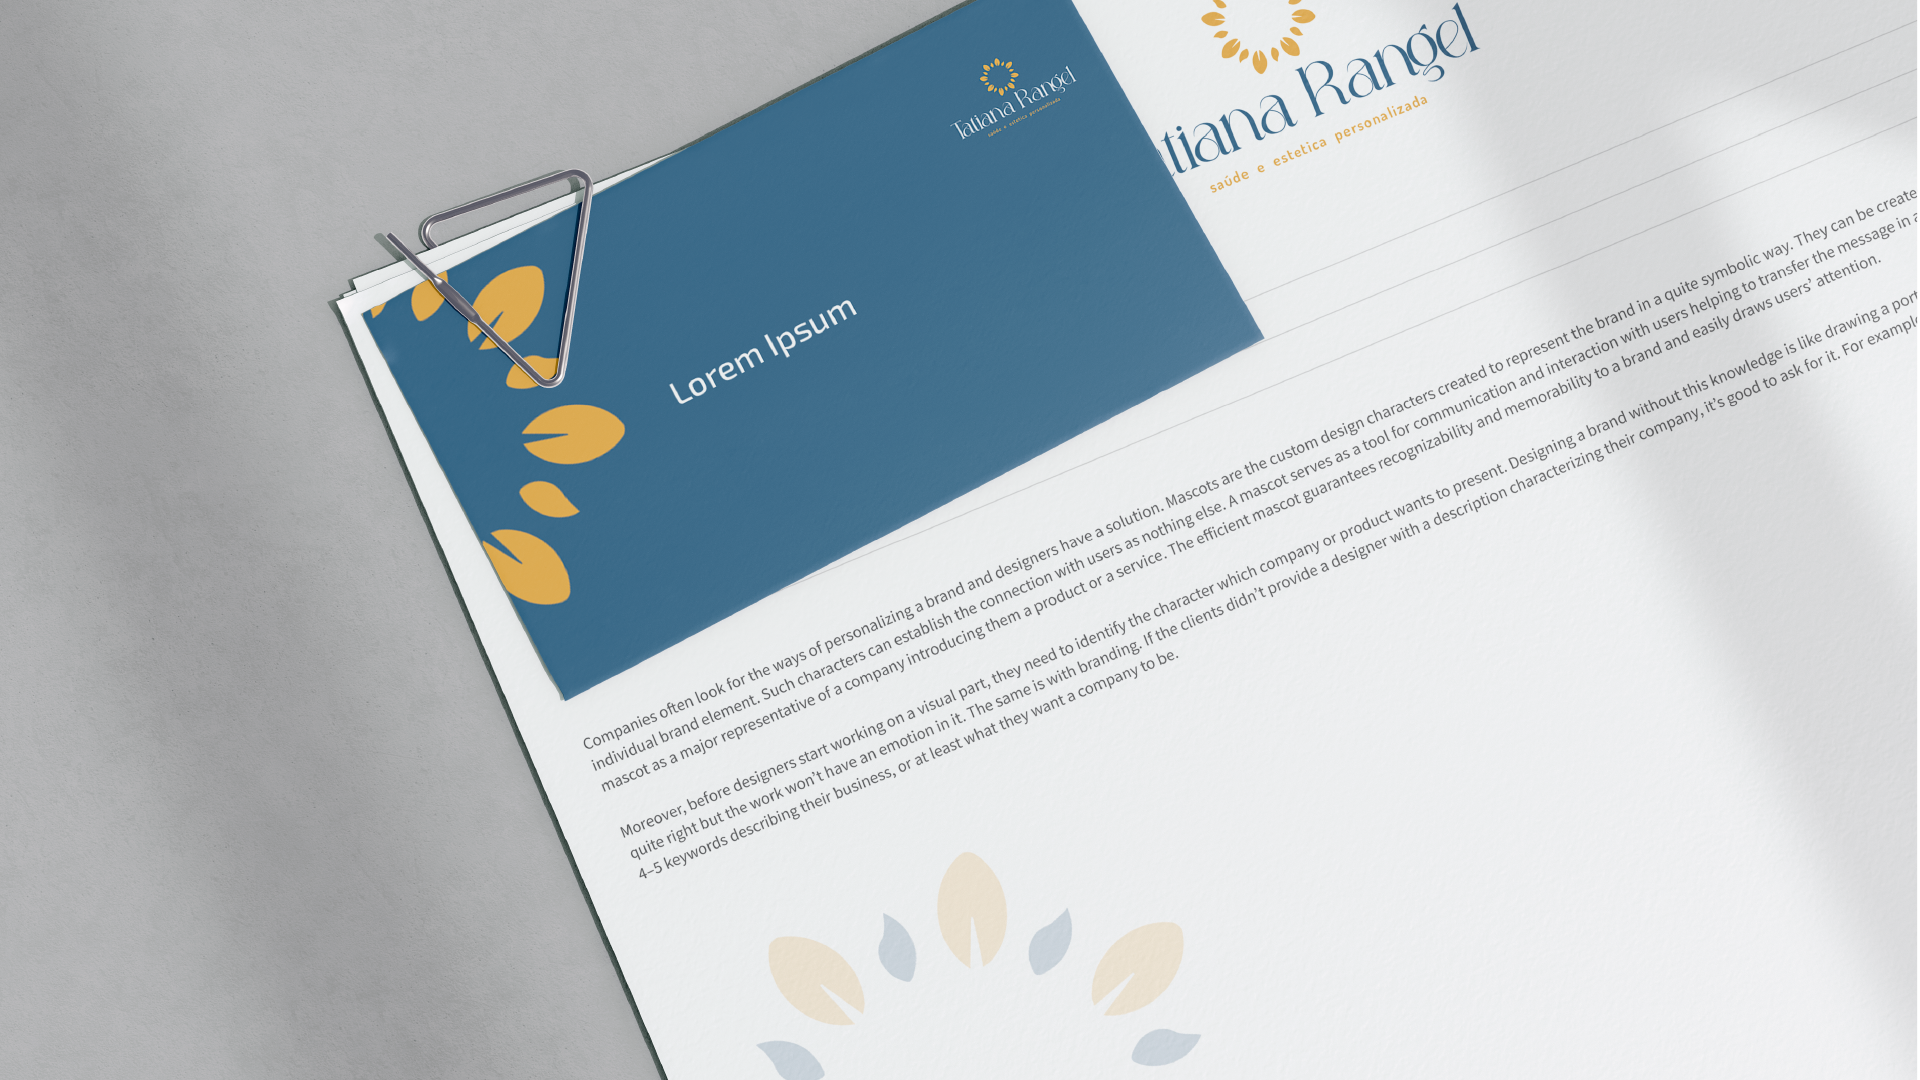 Tatiana Rangel
saúde e estetica personalizada
tiana Rangel
saúde e estetica personalizada
Lorem Ipsum
Companies often look for the ways of personalizing a brand and designers have a solution. Mascots are the custom design characters created to represent the brand in a quite symbolic way. They can be create
individual brand element. Such characters can establish the connection with users as nothing else. A mascot serves as a tool for communication and interaction with users helping to transfer the message in a
mascot as a major representative of a company introducing them a product or a service. The efficient mascot guarantees recognizability and memorability to a brand and easily draws users' attention.
Moreover, before designers start working on a visual part, they need to identify the character which company or product wants to present. Designing a brand without this knowledge is like drawing a port
quite right but the work won't have an emotion in it. The same is with branding. If the clients didn't provide a designer with a description characterizing their company, it's good to ask for it. For example
4–5 keywords describing their business, or at least what they want a company to be.